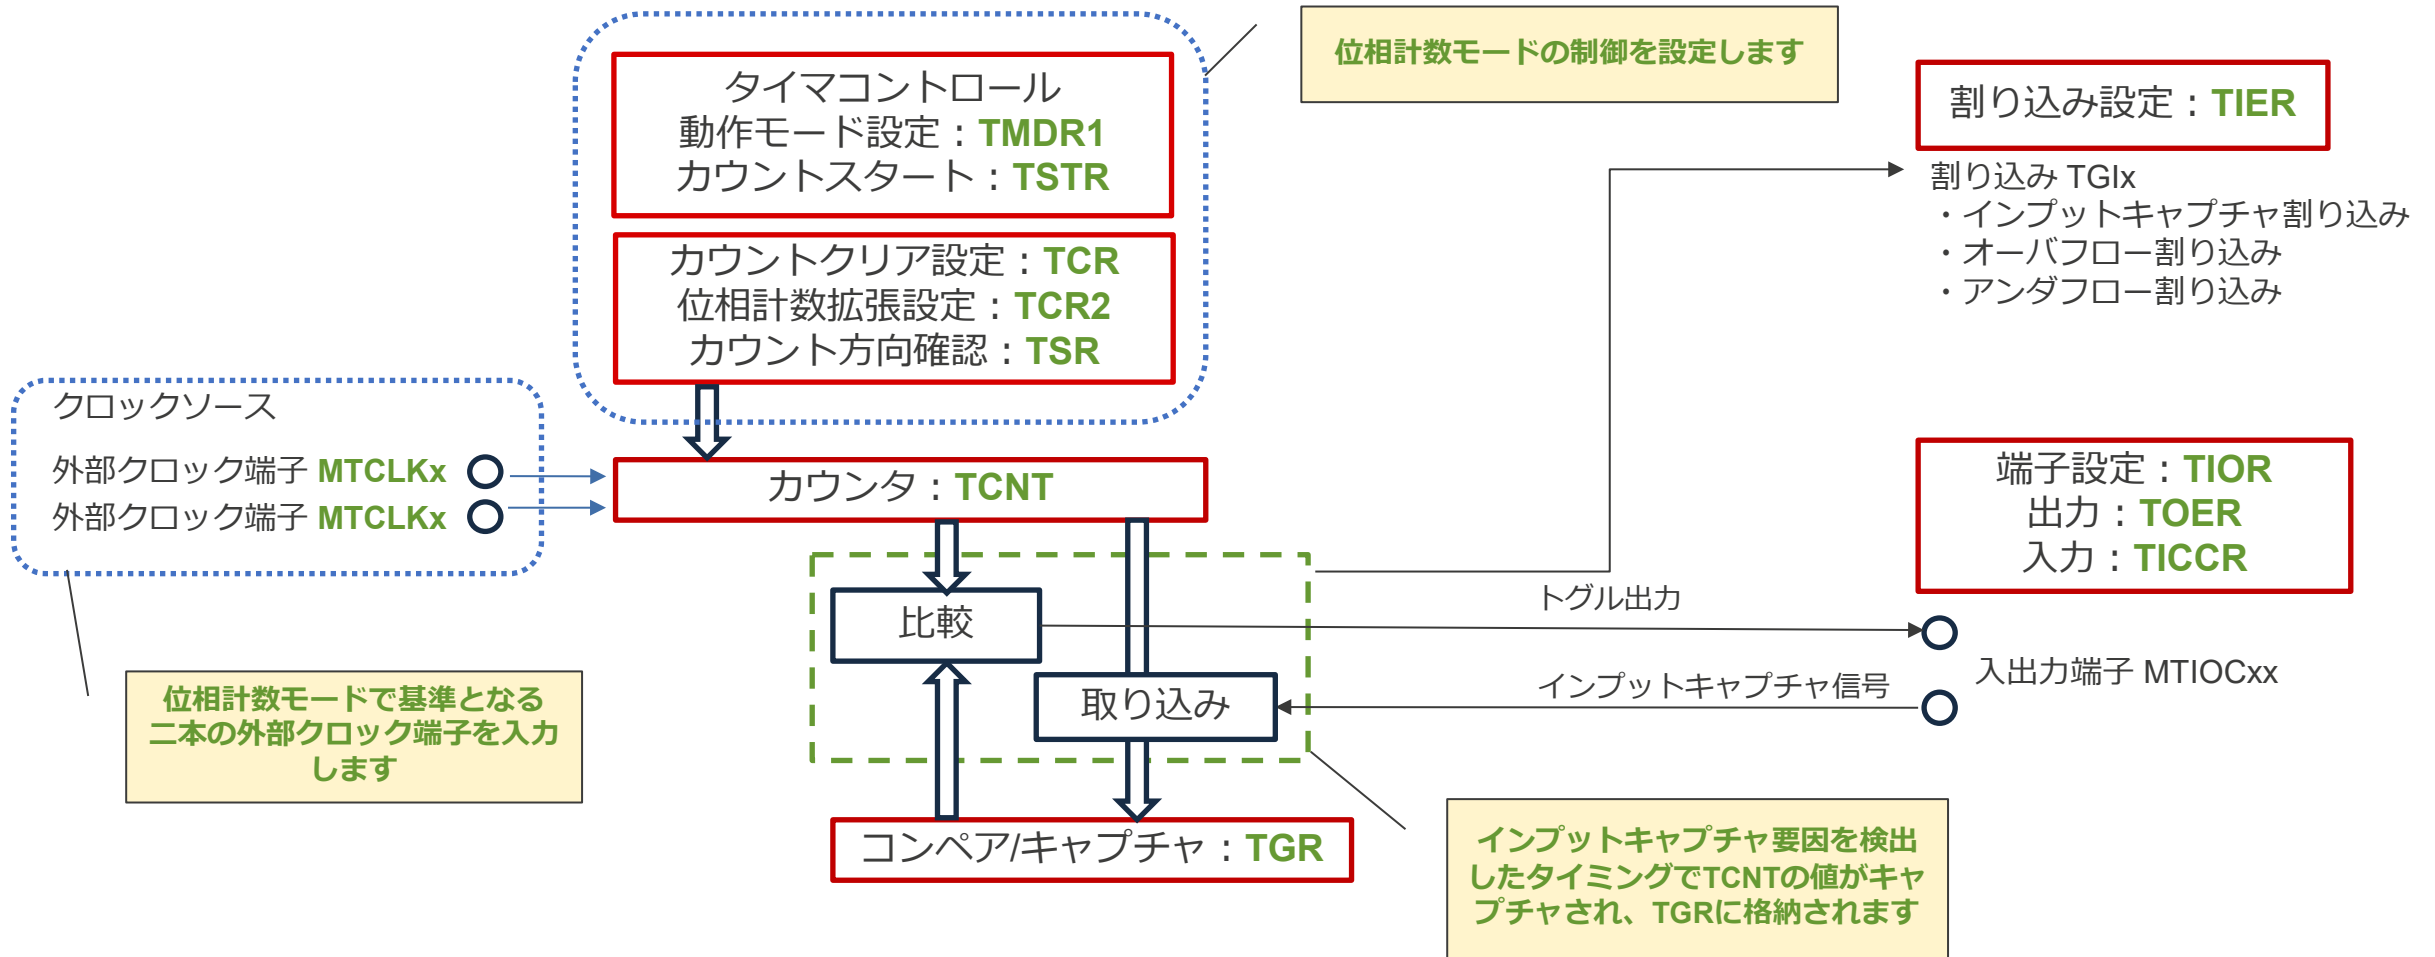 位相計数モードの制御を設定します
タイマコントロール
動作モード設定：TMDR1
カウントスタート：TSTR
カウントクリア設定：TCR
位相計数拡張設定：TCR2
カウント方向確認：TSR
割り込み設定：TIER
割り込み TGIx
・インプットキャプチャ割り込み
・オーバフロー割り込み
・アンダフロー割り込み
クロックソース
外部クロック端子 MTCLKx
外部クロック端子 MTCLKx
カウンタ：TCNT
端子設定：TIOR
出力：TOER
入力：TICCR
比較
トグル出力
取り込み
インプットキャプチャ信号
入出力端子 MTIOCxx
位相計数モードで基準となる
二本の外部クロック端子を入力
します
コンペア/キャプチャ：TGR
インプットキャプチャ要因を検出
したタイミングでTCNTの値がキャ
プチャされ、TGRに格納されます